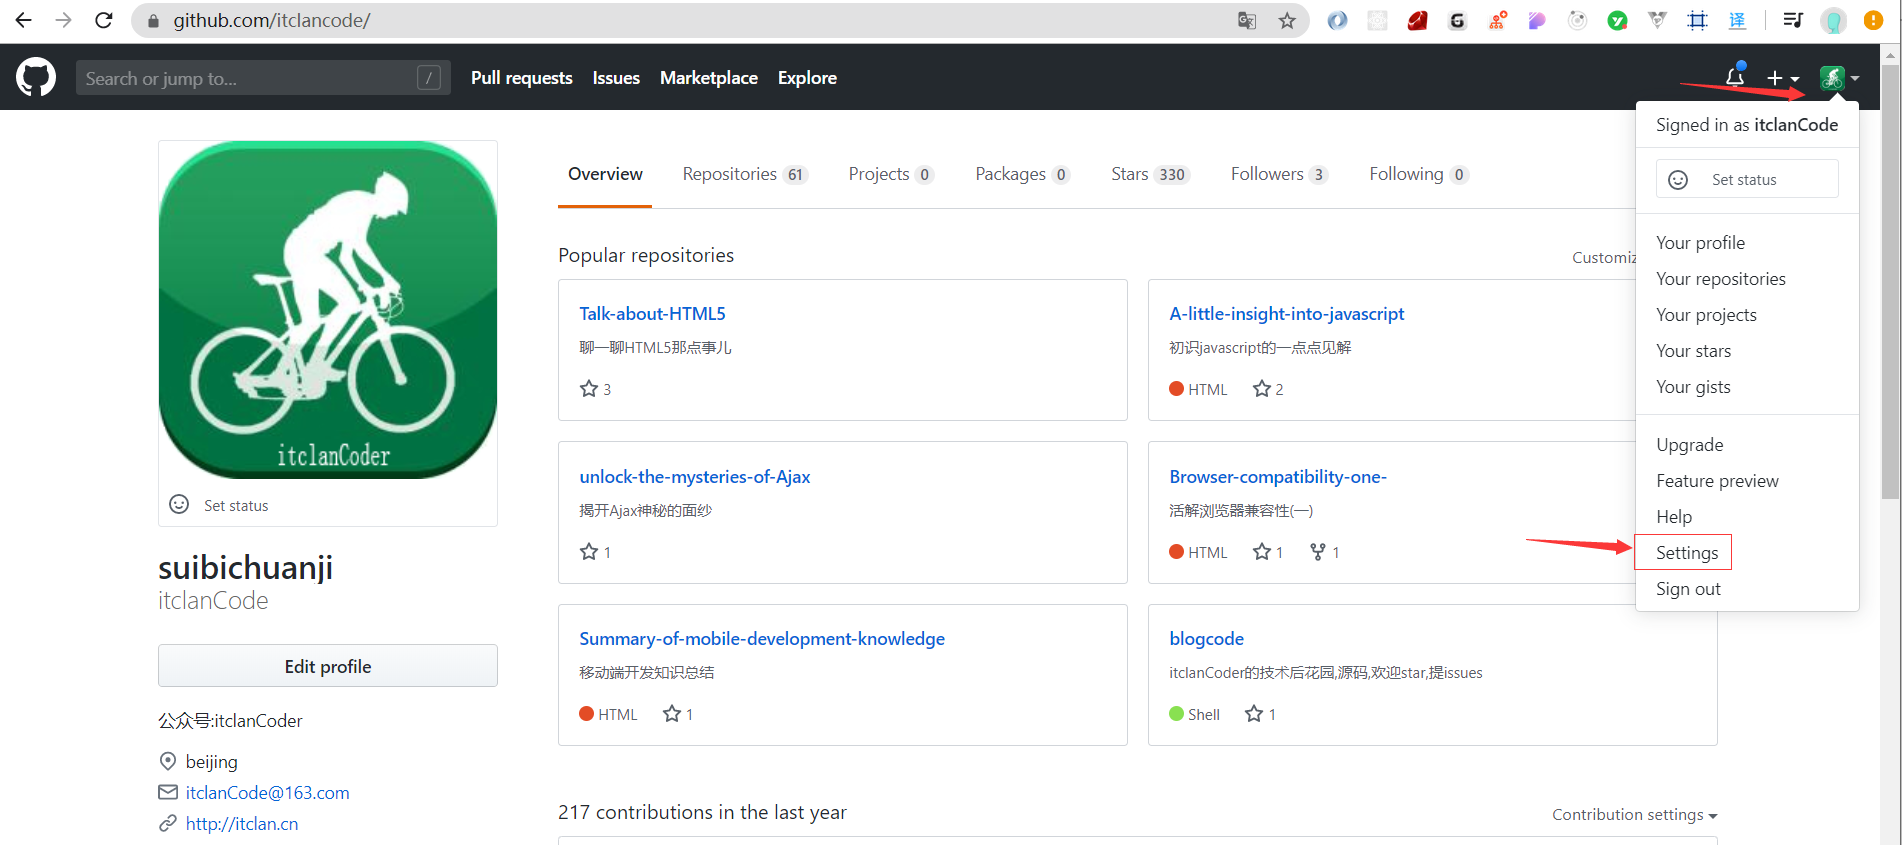 github.com/itclancode/
Search or jump to...
/
Pull requests
Issues
Marketplace
Explore
Signed in as itclanCode
Set status
Your profile
Your repositories
Your projects
Your stars
Your gists
Upgrade
Feature preview
Help
Settings
Sign out
itclanCoder
Set status
suibichuanji
itclanCode
Edit profile
公众号:itclanCoder
beijing
itclanCode@163.com
http://itclan.cn
Overview
Repositories 61
Projects 0
Packages 0
Stars 330
Followers 3
Following 0
Popular repositories
Customiz
Talk-about-HTML5
聊一聊HTML5那点事儿
3
A-little-insight-into-javascript
初识javascript的一点点见解
HTML 2
unlock-the-mysteries-of-Ajax
揭开Ajax神秘的面纱
1
Browser-compatibility-one-
活解浏览器兼容性(一)
HTML 1 1
Summary-of-mobile-development-knowledge
移动端开发知识总结
HTML 1
blogcode
itclanCoder的技术后花园,源码,欢迎star,提issues
Shell 1
217 contributions in the last year
Contribution settings
译